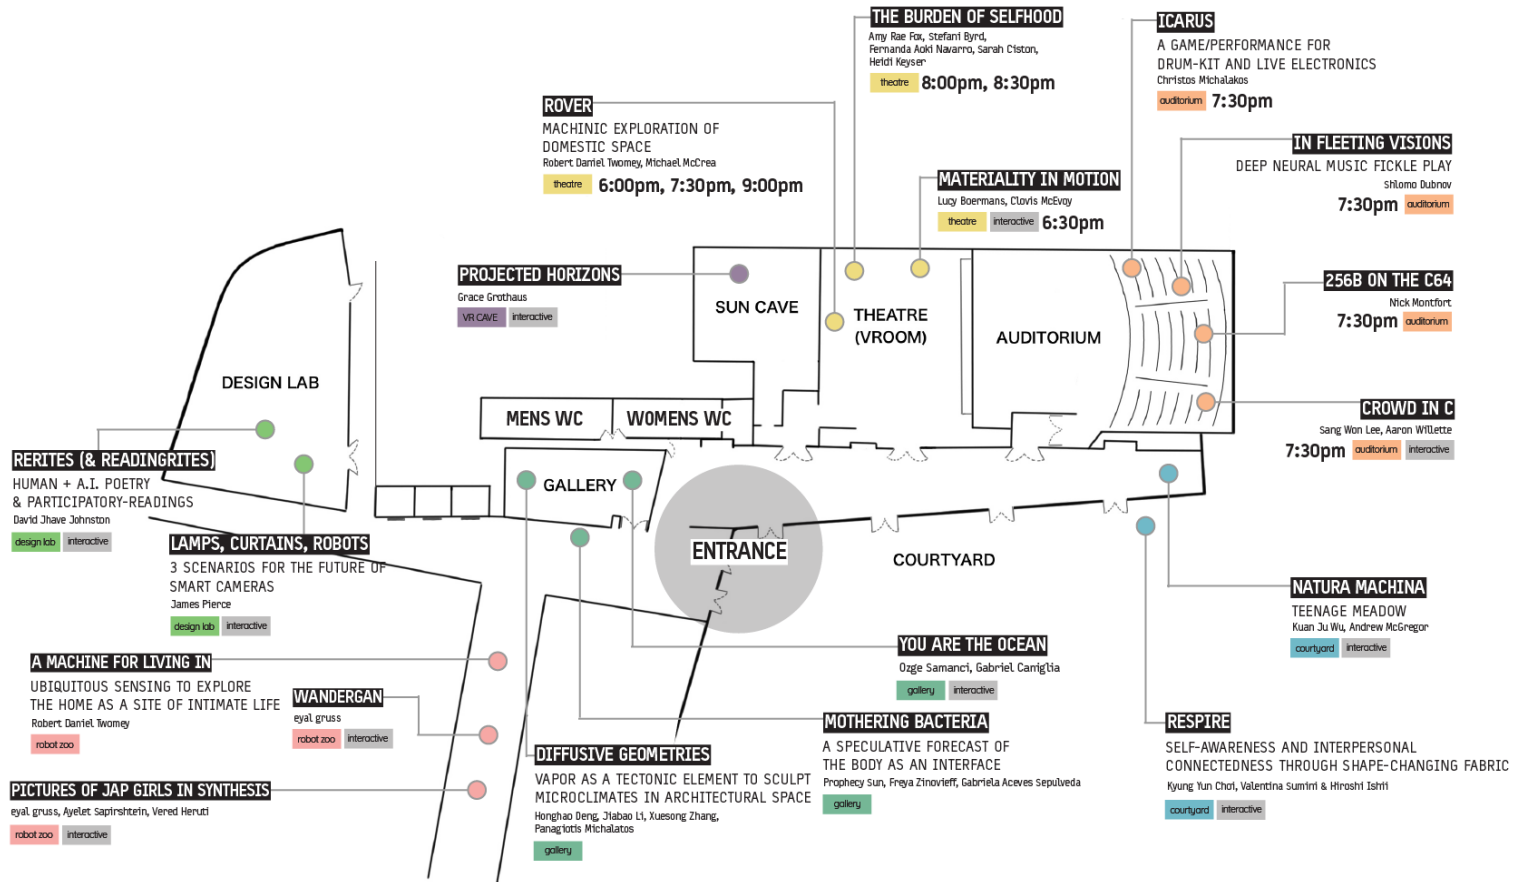 THE BURDEN OF SELFHOOD
Amy Rae Fox, Stefani Byrd,
Fernanda Aoki Navarro, Sarah Ciston,
Heidi Keyser
theatre 8:00pm, 8:30pm
ICARUS
A GAME/PERFORMANCE FOR
DRUM-KIT AND LIVE ELECTRONICS
Christos Michalakos
auditorium 7:30pm
ROVER
MACHINIC EXPLORATION OF
DOMESTIC SPACE
Robert Daniel Twomey, Michael McCrea
theatre 6:00pm, 7:30pm, 9:00pm
IN FLEETING VISIONS
DEEP NEURAL MUSIC FICKLE PLAY
Shlomo Dubnov
7:30pm auditorium
MATERIALITY IN MOTION
Lucy Boermans, Clovis McEvoy
theatre interactive 6:30pm
PROJECTED HORIZONS
Grace Grothaus
VR CAVE interactive
256B ON THE C64
Nick Montfort
7:30pm auditorium
SUN CAVE
THEATRE
(VROOM)
AUDITORIUM
DESIGN LAB
MENS WC
WOMENS WC
CROWD IN C
Sang Won Lee, Aaron Willette
7:30pm auditorium interactive
RERITES (& READINGRITES)
HUMAN + A.I. POETRY
& PARTICIPATORY-READINGS
David Jhave Johnston
design lab interactive
GALLERY
ENTRANCE
COURTYARD
LAMPS, CURTAINS, ROBOTS
3 SCENARIOS FOR THE FUTURE OF
SMART CAMERAS
James Pierce
design lab interactive
NATURA MACHINA
TEENAGE MEADOW
Kuan Ju Wu, Andrew McGregor
courtyard interactive
YOU ARE THE OCEAN
Ozge Samanci, Gabriel Caniglia
gallery interactive
A MACHINE FOR LIVING IN
UBIQUITOUS SENSING TO EXPLORE
THE HOME AS A SITE OF INTIMATE LIFE
Robert Daniel Twomey
robot zoo
WANDERGAN
eyal gruss
robot zoo interactive
MOTHERING BACTERIA
A SPECULATIVE FORECAST OF
THE BODY AS AN INTERFACE
Prophecy Sun, Freya Zinovieff, Gabriela Aceves Sepulveda
gallery
RESPIRE
SELF-AWARENESS AND INTERPERSONAL
CONNECTEDNESS THROUGH SHAPE-CHANGING FABRIC
Kyung Yun Choi, Valentina Sumini & Hiroshi Ishii
courtyard interactive
DIFFUSIVE GEOMETRIES
VAPOR AS A TECTONIC ELEMENT TO SCULPT
MICROCLIMATES IN ARCHITECTURAL SPACE
Honghao Deng, Jiabao Li, Xuesong Zhang,
Panagiotis Michalatos
gallery
PICTURES OF JAP GIRLS IN SYNTHESIS
eyal gruss, Ayelet Sapirshtein, Vered Heruti
robot zoo interactive